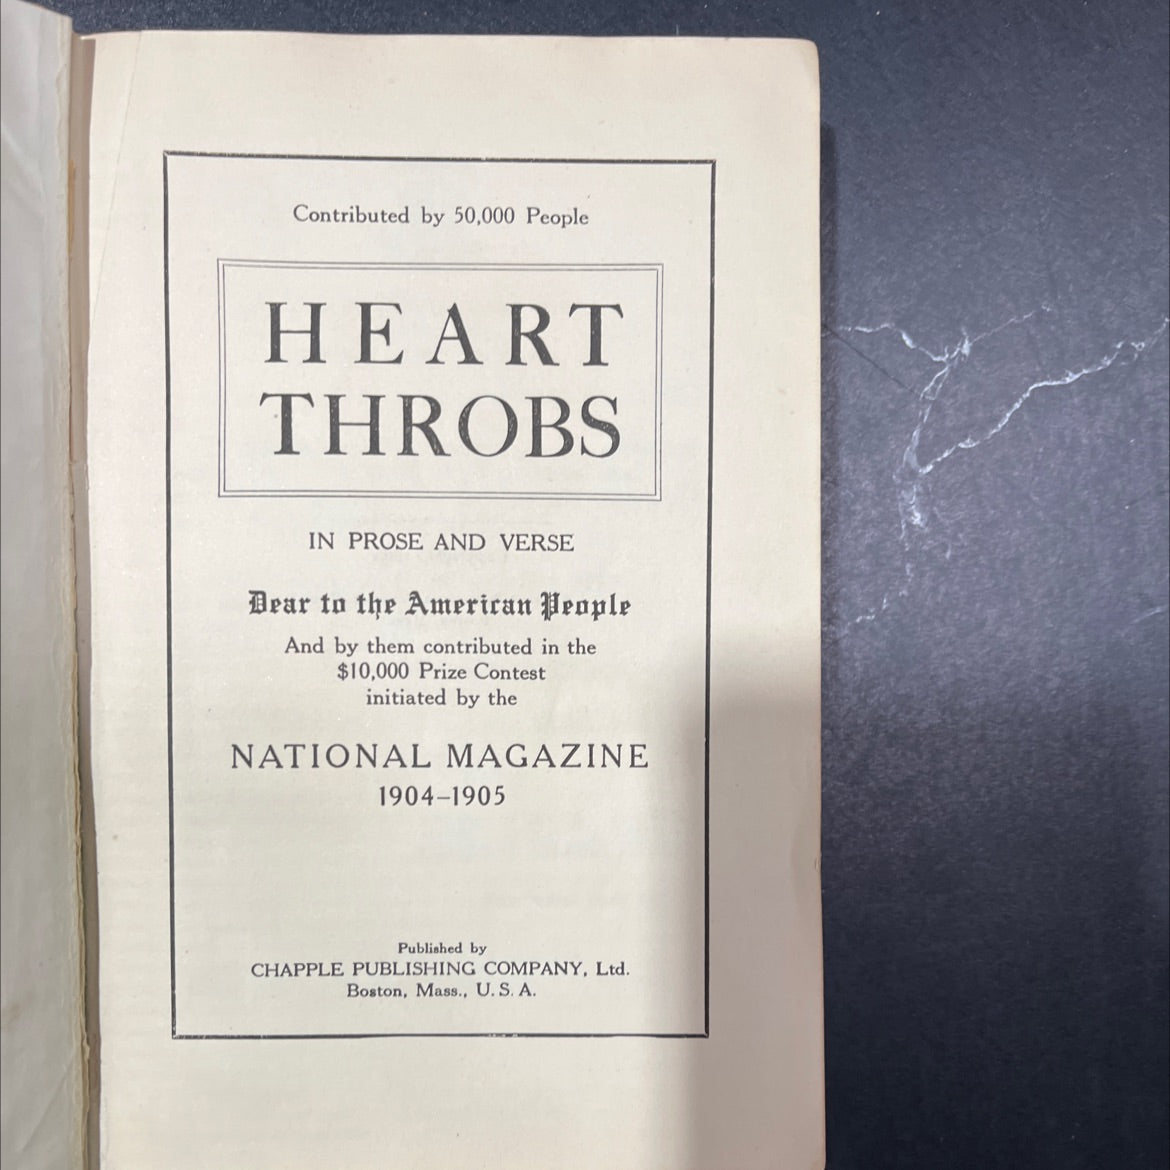 Contributed by 50,000 People
HEART
THROBS
IN PROSE AND VERSE
Dear to the American People
And by them contributed in the
$10,000 Prize Contest
initiated by the
NATIONAL MAGAZINE
1904–1905
Published by
CHAPPLE PUBLISHING COMPANY, Ltd.
Boston, Mass., U. S. A.